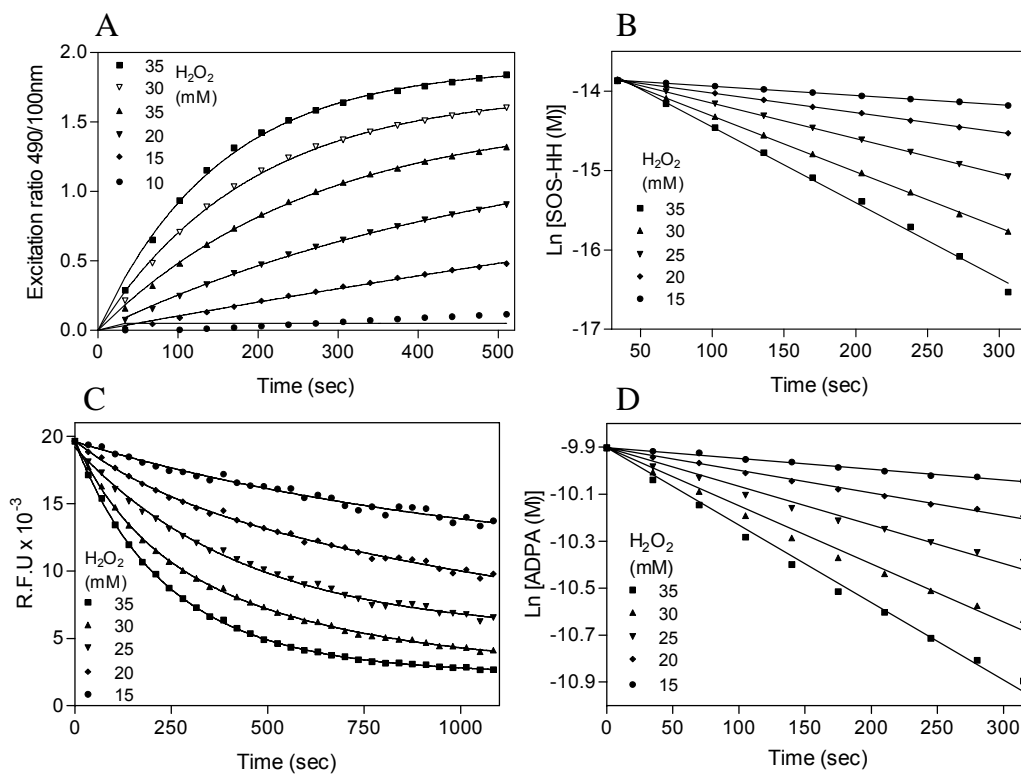 A
Excitation ratio 490/100nm
2.0
1.5
1.0
0.5
0.0
35
30
35
20
15
10
H₂O₂
(mM)
0 100 200 300 400 500
Time (sec)
B
Ln [SOS-HH (M)]
-14
-15
-16
-17
H₂O₂
(mM)
35
30
25
20
15
50 100 150 200 250 300
Time (sec)
C
R.F.U x 10⁻³
20
15
10
5
0
H₂O₂
(mM)
35
30
25
20
15
0 250 500 750 1000
Time (sec)
D
Ln [ADPA (M)]
-9.9
-10.1
-10.3
-10.5
-10.7
-10.9
H₂O₂
(mM)
35
30
25
20
15
0 50 100 150 200 250 300
Time (sec)